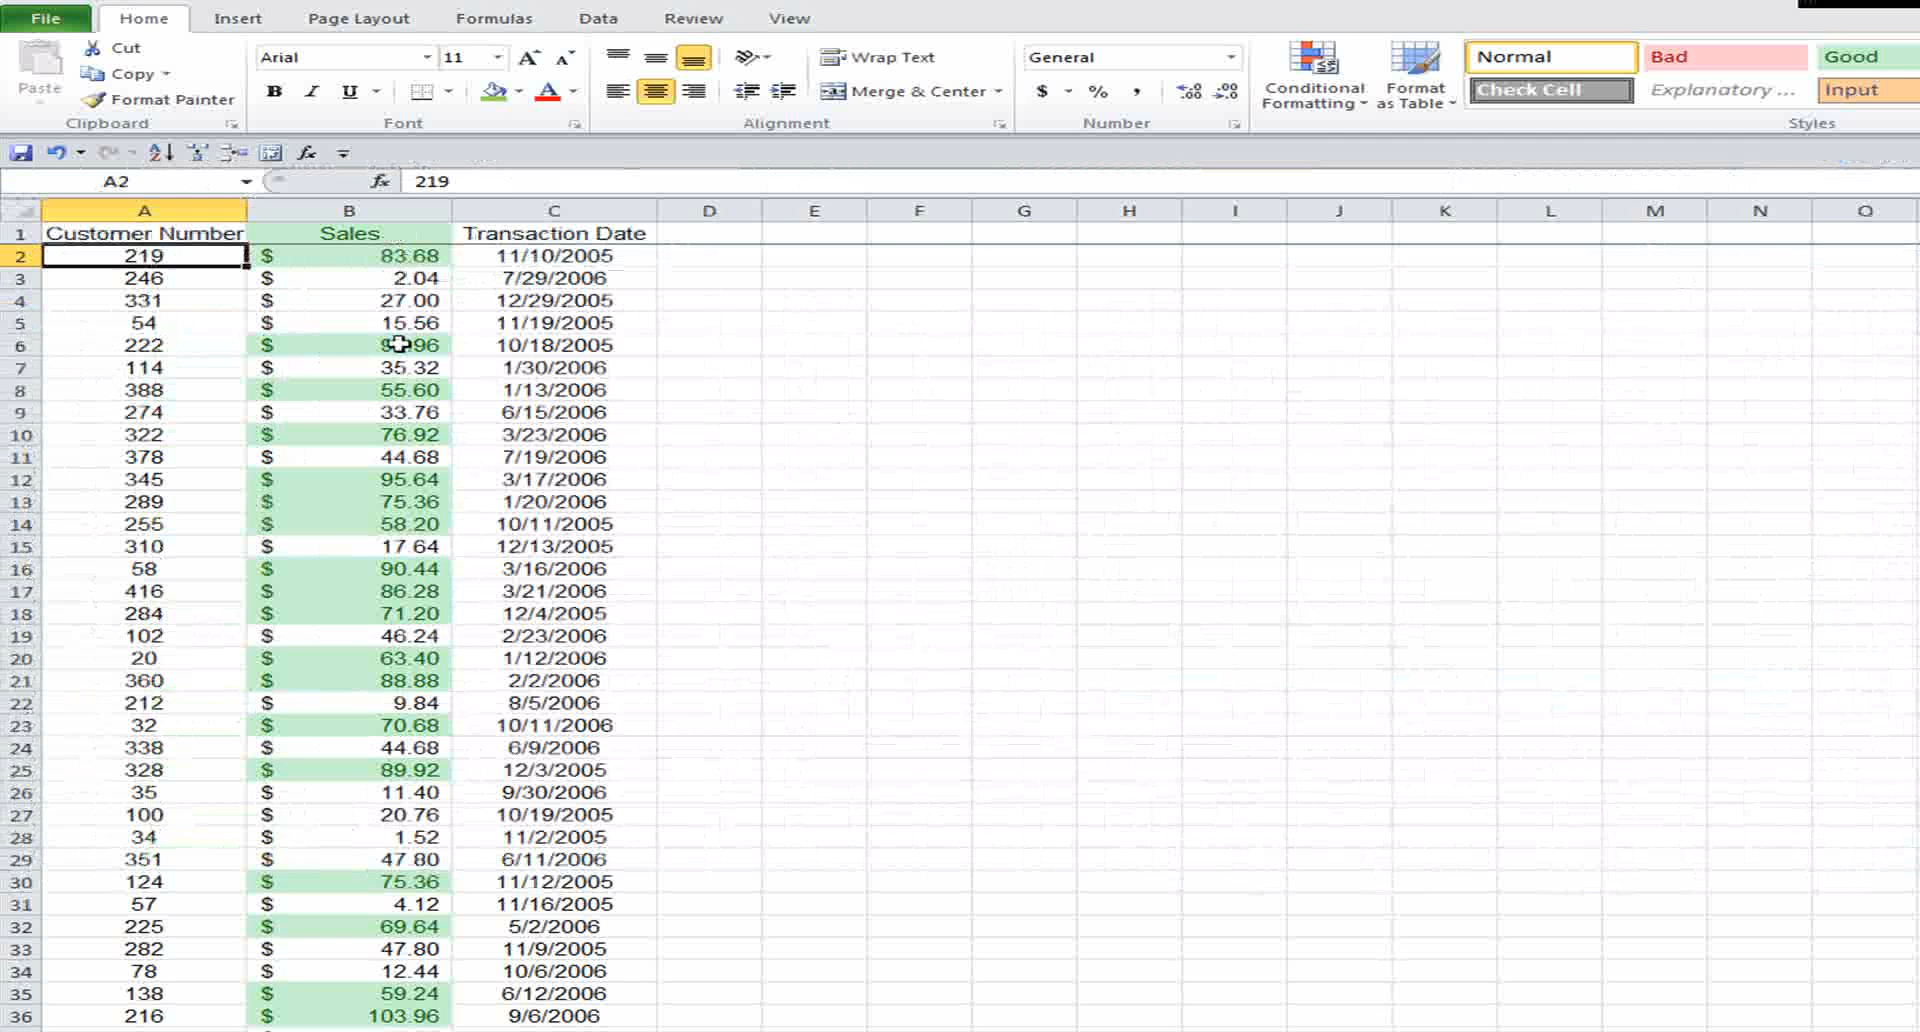 File Home Insert Page Layout Formulas Data Review View
Paste Cut Copy Format Painter Clipboard
Arial 11 B I U A Font
Wrap Text Merge & Center Alignment
General $ % , Number
Conditional Formatting Format as Table
Normal Bad Good
Check Cell Explanatory ... Input
Styles
A2 fx 219
A B C D E F G H I J K L M N O
1 Customer Number Sales Transaction Date
2 219 $ 83.68 11/10/2005
3 246 $ 2.04 7/29/2006
4 331 $ 27.00 12/29/2005
5 54 $ 15.56 11/19/2005
6 222 $ 10/18/2005
7 114 $ 35.32 1/30/2006
8 388 $ 55.60 1/13/2006
9 274 $ 33.76 6/15/2006
10 322 $ 76.92 3/23/2006
11 378 $ 44.68 7/19/2006
12 345 $ 95.64 3/17/2006
13 289 $ 75.36 1/20/2006
14 255 $ 58.20 10/11/2005
15 310 $ 17.64 12/13/2005
16 58 $ 90.44 3/16/2006
17 416 $ 86.28 3/21/2006
18 284 $ 71.20 12/4/2005
19 102 $ 46.24 2/23/2006
20 20 $ 63.40 1/12/2006
21 360 $ 88.88 2/2/2006
22 212 $ 9.84 8/5/2006
23 32 $ 70.68 10/11/2006
24 338 $ 44.68 6/9/2006
25 328 $ 89.92 12/3/2005
26 35 $ 11.40 9/30/2006
27 100 $ 20.76 10/19/2005
28 34 $ 1.52 11/2/2005
29 351 $ 47.80 6/11/2006
30 124 $ 75.36 11/12/2005
31 57 $ 4.12 11/16/2005
32 225 $ 69.64 5/2/2006
33 282 $ 47.80 11/9/2005
34 78 $ 12.44 10/6/2006
35 138 $ 59.24 6/12/2006
36 216 $ 103.96 9/6/2006